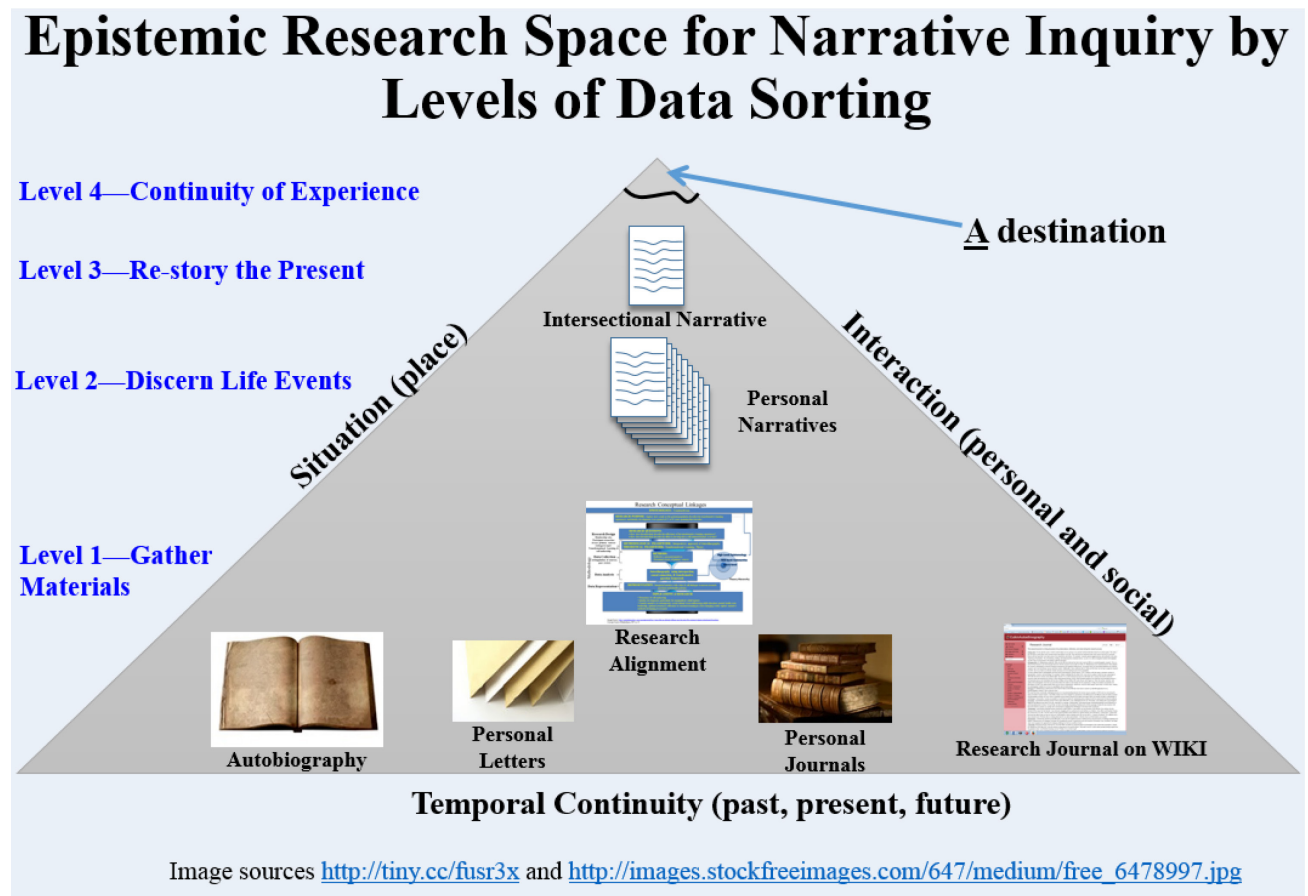 Epistemic Research Space for Narrative Inquiry by
Levels of Data Sorting
Level 4—Continuity of Experience
A destination
Level 3—Re-story the Present
Intersectional Narrative
Level 2—Discern Life Events
Personal
Narratives
Situation (place)
Interaction (personal and social)
Level 1—Gather
Materials
Research Conceptual Linkages
Research
Alignment
Autobiography
Personal
Letters
Personal
Journals
Research Journal on WIKI
Temporal Continuity (past, present, future)
Image sources http://tiny.cc/fusr3x and http://images.stockfreeimages.com/647/medium/free_6478997.jpg